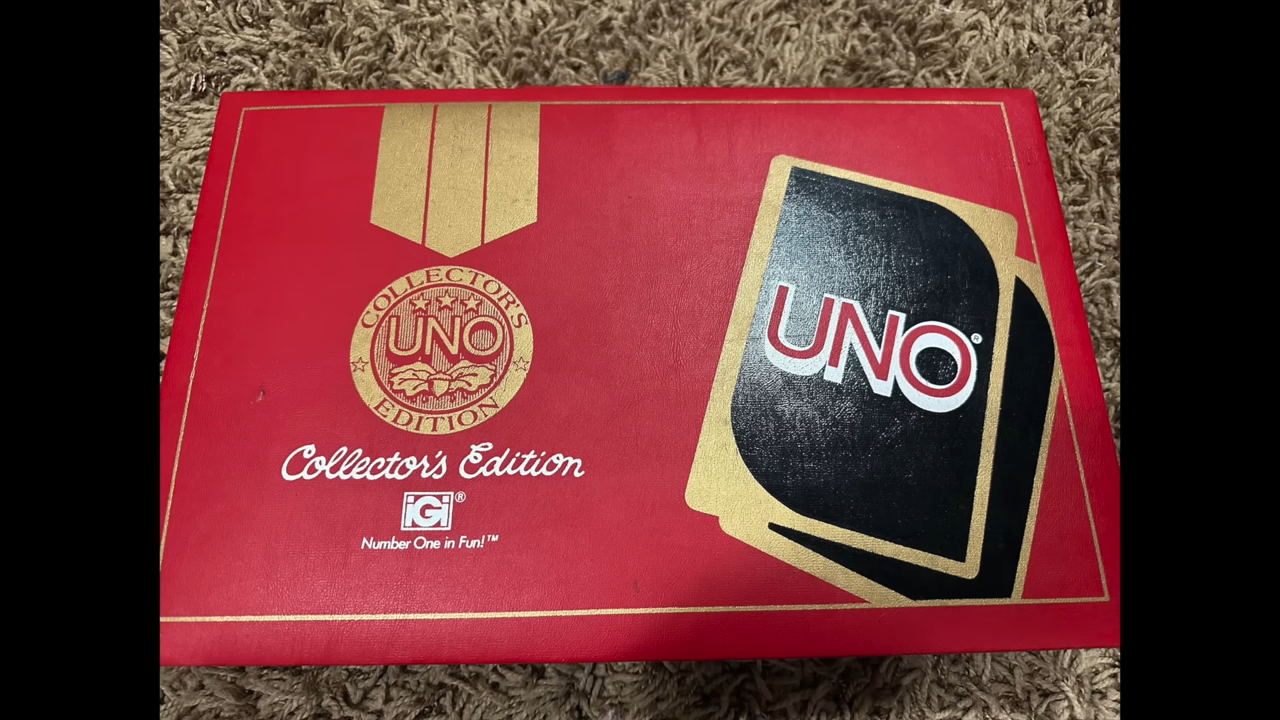 COLLECTOR'S
UNO
EDITION
Collector's Edition
iGi®
Number One in Fun!™
UNO®